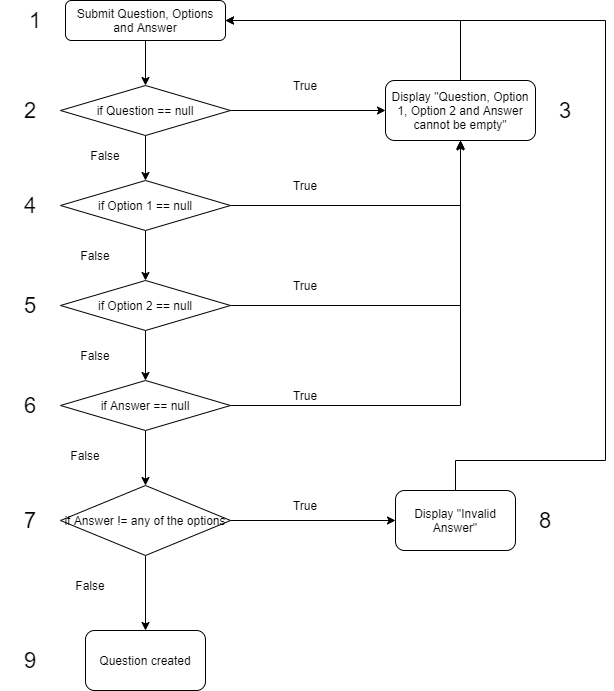 1
Submit Question, Options
and Answer
2
if Question == null
True
Display "Question, Option
1, Option 2 and Answer
cannot be empty"
3
False
4
if Option 1 == null
True
False
5
if Option 2 == null
True
False
6
if Answer == null
True
False
7
if Answer != any of the options
True
Display "Invalid
Answer"
8
False
9
Question created